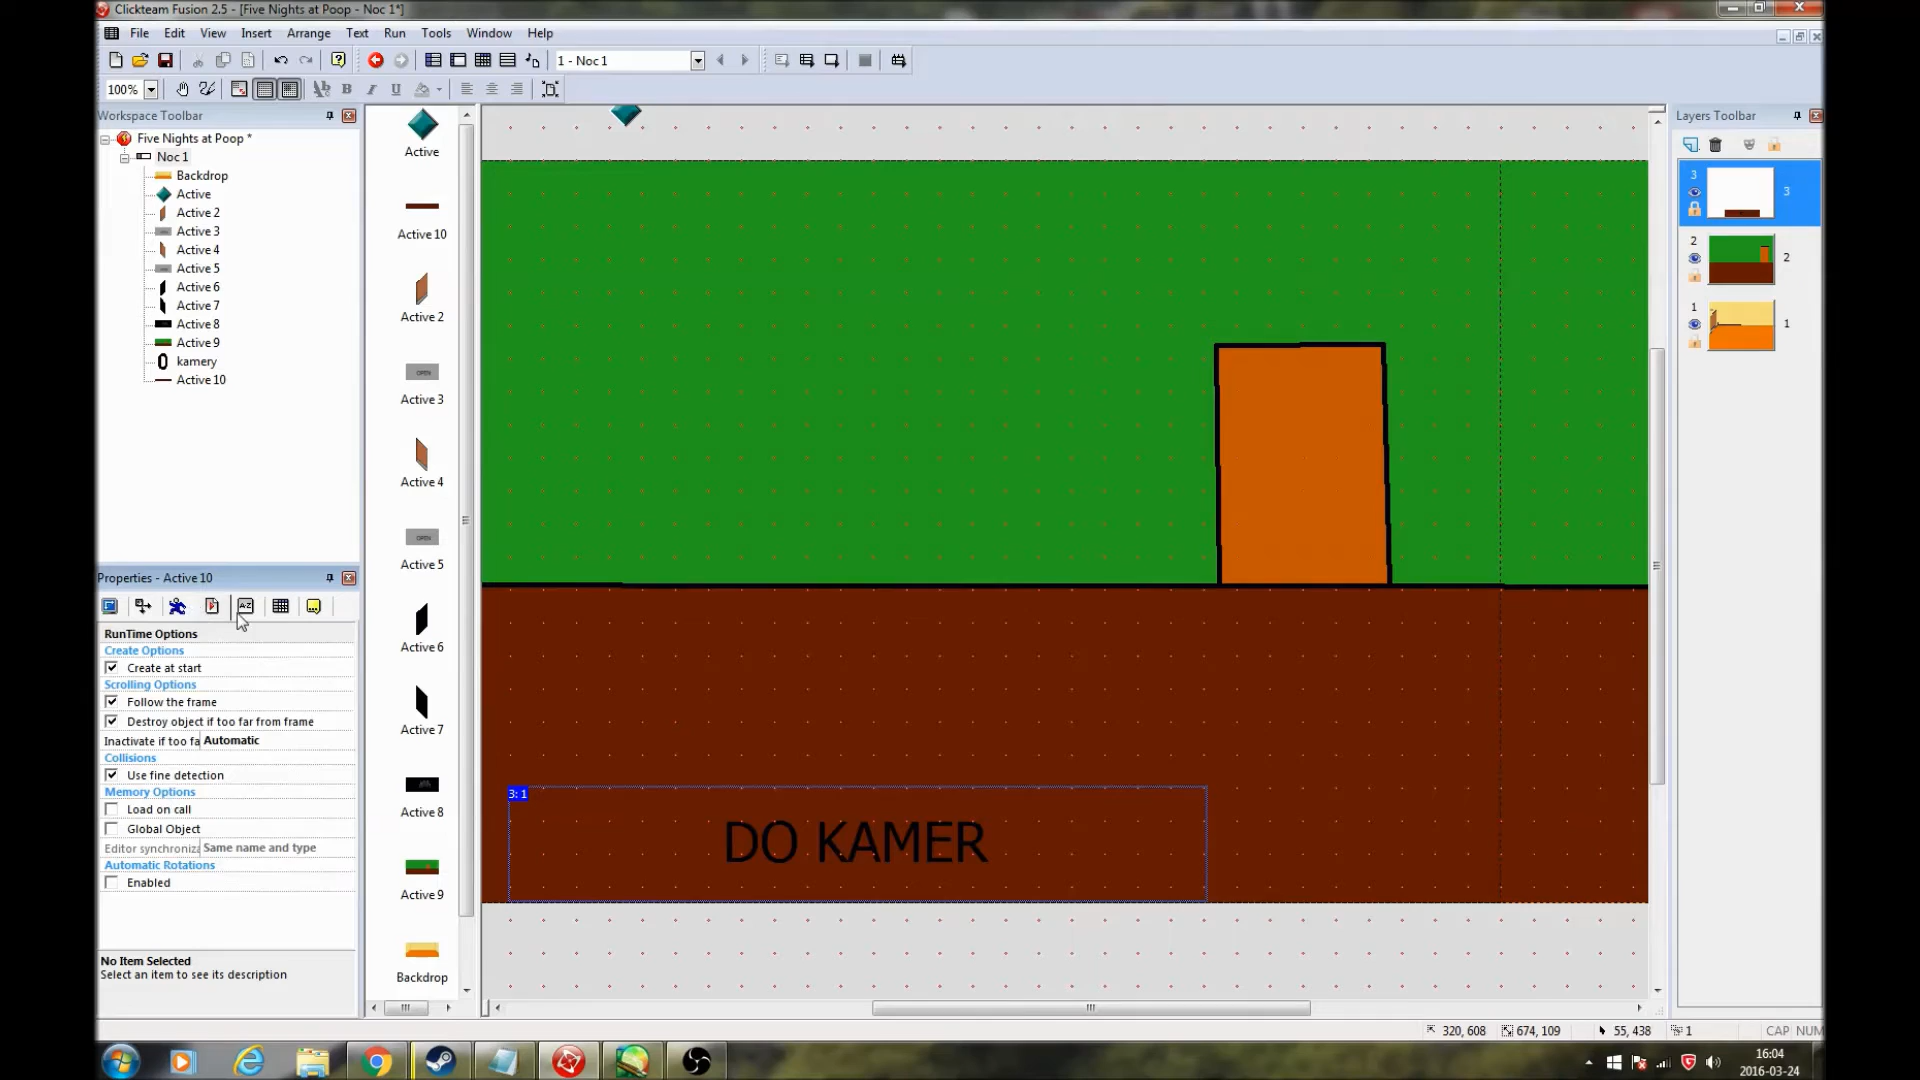 Clickteam Fusion 2.5 - [Five Nights at Poop - Noc 1*]
File Edit View Insert Arrange Text Run Tools Window Help
1 - Noc 1
100%
Workspace Toolbar
Five Nights at Poop *
Noc 1
Backdrop
Active
Active 2
Active 3
Active 4
Active 5
Active 6
Active 7
Active 8
Active 9
kamery
Active 10
Properties - Active 10
RunTime Options
Create Options
Create at start
Scrolling Options
Follow the frame
Destroy object if too far from frame
Inactivate if too fa Automatic
Collisions
Use fine detection
Memory Options
Load on call
Global Object
Editor synchroniza Same name and type
Automatic Rotations
Enabled
No Item Selected
Select an item to see its description
Active
Active 10
Active 2
OPEN
Active 3
Active 4
OPEN
Active 5
Active 6
Active 7
Active 8
Active 9
Backdrop
3: 1
DO KAMER
Layers Toolbar
3 3
2 2
1 1
320, 608 674, 109 55, 438 1 CAP NUM
16:04
2016-03-24